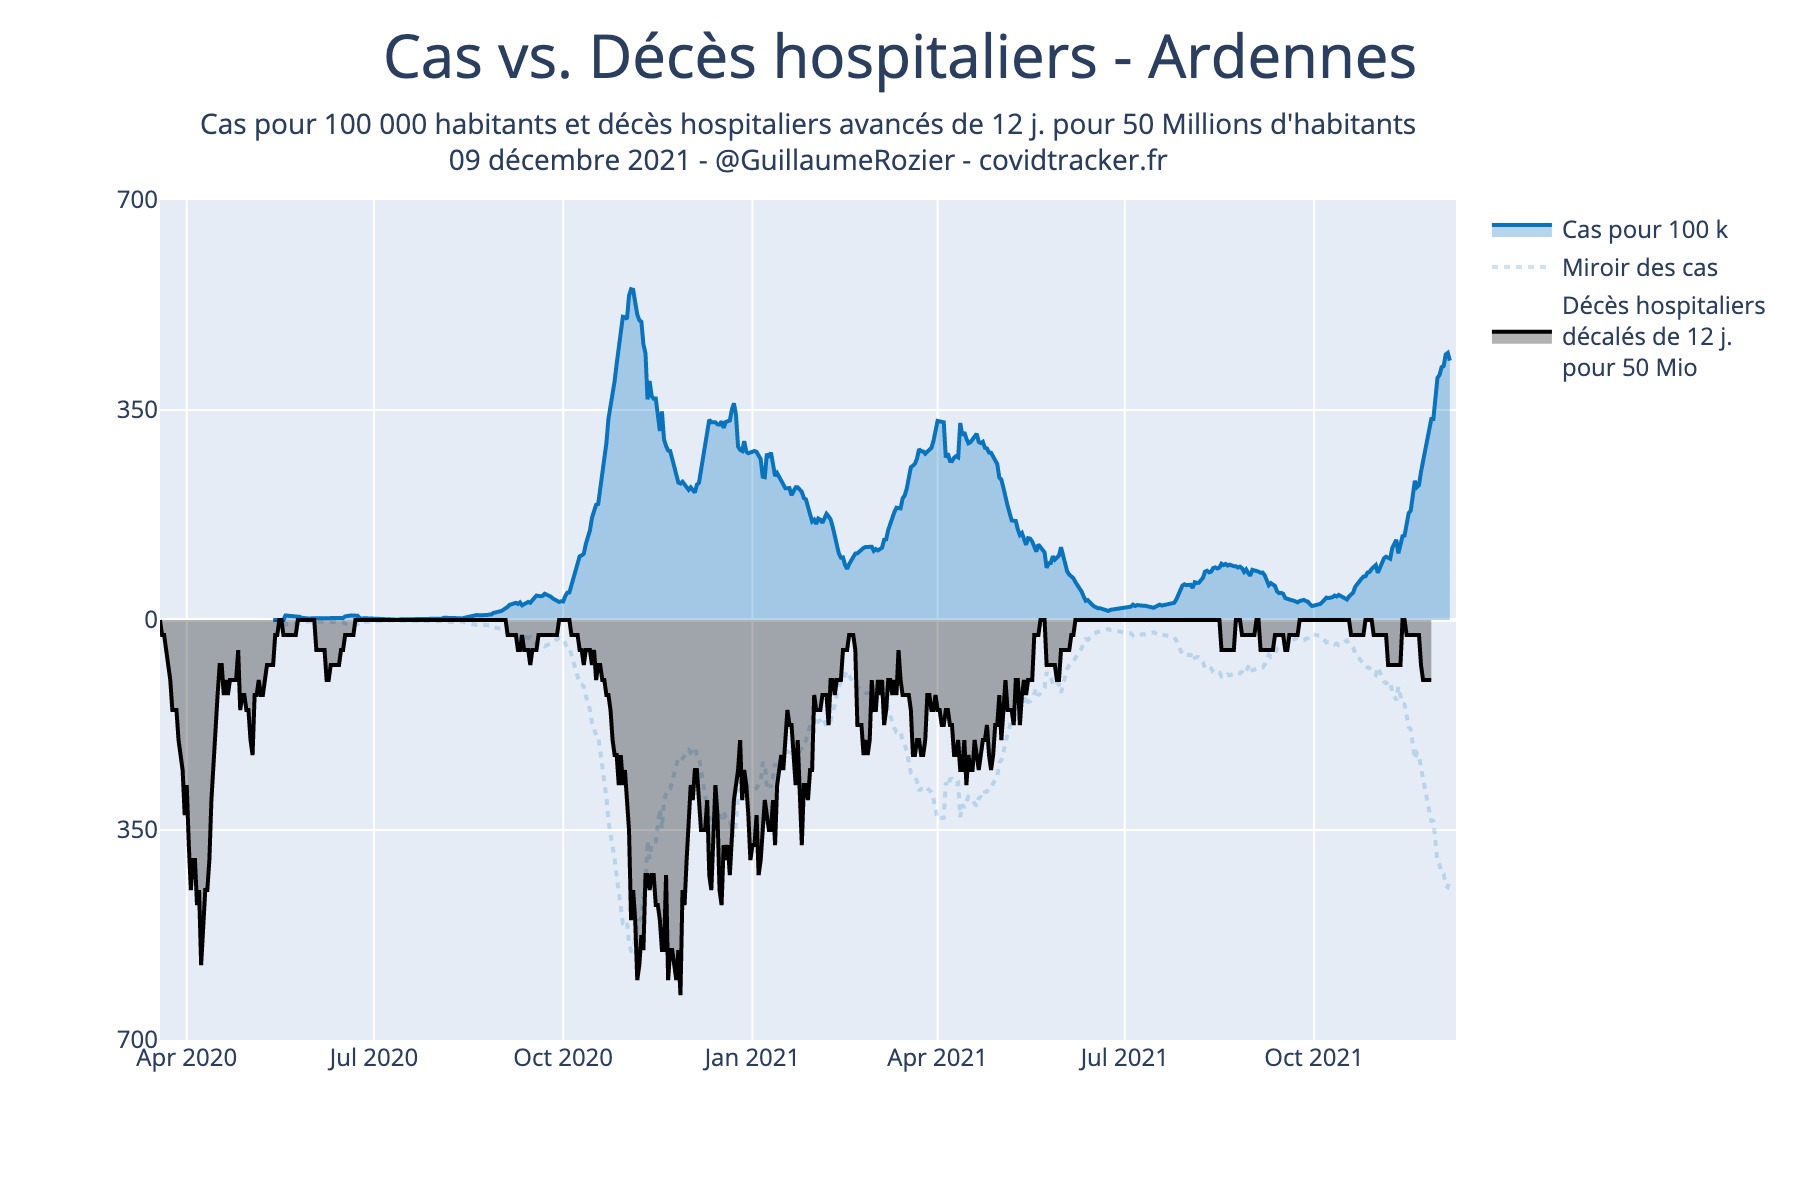 Cas vs. Décès hospitaliers - Ardennes
Cas pour 100 000 habitants et décès hospitaliers avancés de 12 j. pour 50 Millions d'habitants
09 décembre 2021 - @GuillaumeRozier - covidtracker.fr
700
350
0
350
700
Apr 2020
Jul 2020
Oct 2020
Jan 2021
Apr 2021
Jul 2021
Oct 2021
Cas pour 100 k
Miroir des cas
Décès hospitaliers
décalés de 12 j.
pour 50 Mio